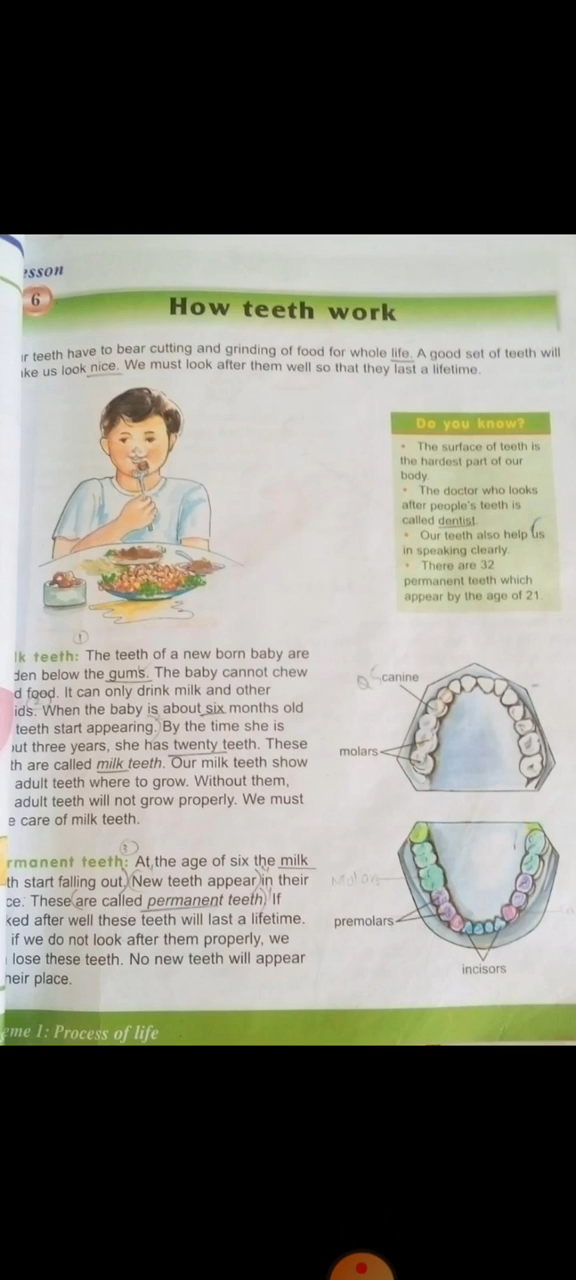 esson
6
How teeth work
r teeth have to bear cutting and grinding of food for whole life. A good set of teeth will
ke us look nice. We must look after them well so that they last a lifetime.
Do you know?
• The surface of teeth is
the hardest part of our
body.
• The doctor who looks
after people's teeth is
called dentist.
• Our teeth also help us
in speaking clearly.
• There are 32
permanent teeth which
appear by the age of 21.
1
lk teeth: The teeth of a new born baby are
den below the gums. The baby cannot chew
d food. It can only drink milk and other
ids. When the baby is about six months old
teeth start appearing. By the time she is
ut three years, she has twenty teeth. These
th are called milk teeth. Our milk teeth show
adult teeth where to grow. Without them,
adult teeth will not grow properly. We must
e care of milk teeth.
canine
molars
3
rmanent teeth: At the age of six the milk
th start falling out. New teeth appear in their
ce. These are called permanent teeth. If
ked after well these teeth will last a lifetime.
if we do not look after them properly, we
lose these teeth. No new teeth will appear
heir place.
Molars
premolars
incisors
eme 1: Process of life